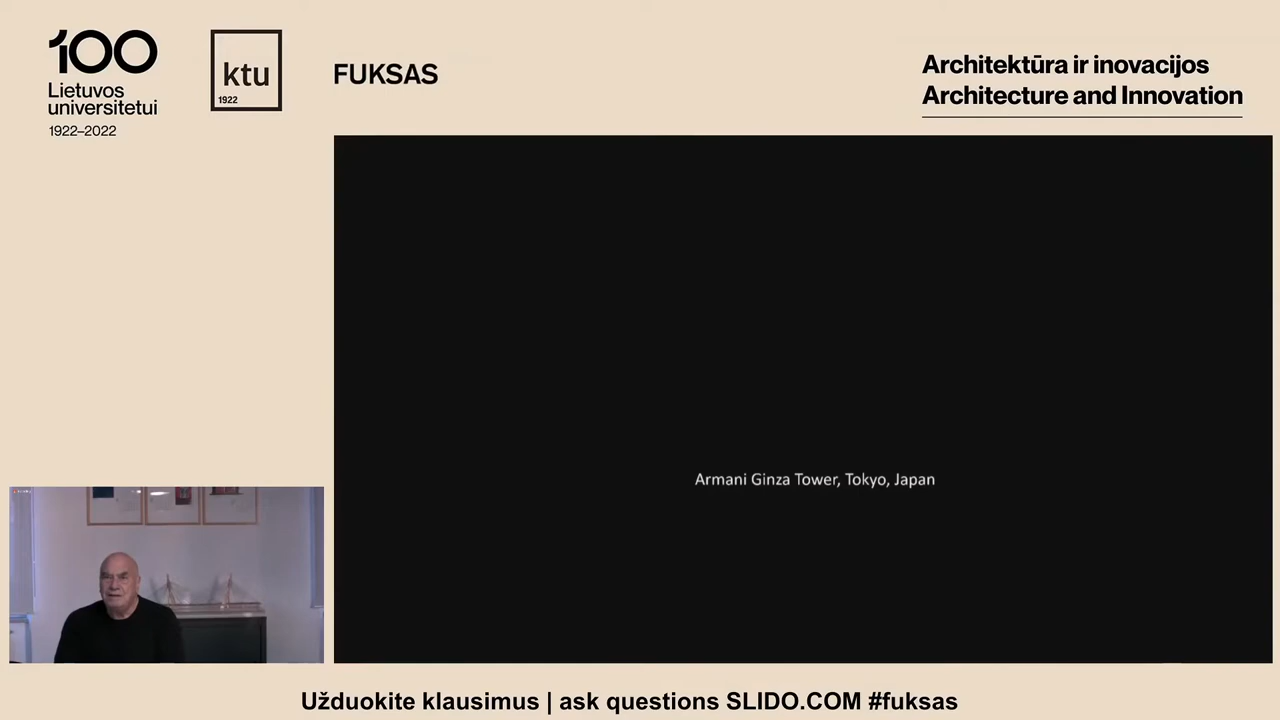 100
Lietuvos
universitetui
1922–2022
ktu
1922
FUKSAS
Architektūra ir inovacijos
Architecture and Innovation
Armani Ginza Tower, Tokyo, Japan
Užduokite klausimus | ask questions SLIDO.COM #fuksas